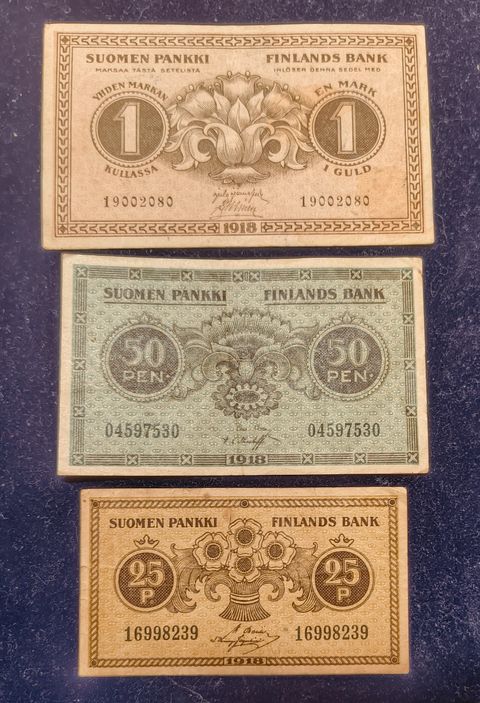 SUOMEN PANKKI FINLANDS BANK
MAKSAA TÄSTÄ SETELISTÄ INLÖSER DENNA SEDEL MED
YHDEN MARKAN EN MARK
1 1
KULLASSA I GULD
19002080 19002080
1918
SUOMEN PANKKI FINLANDS BANK
50 50
PEN. PEN.
04597530 04597530
1918
SUOMEN PANKKI FINLANDS BANK
25 25
P P
16998239 16998239
1918